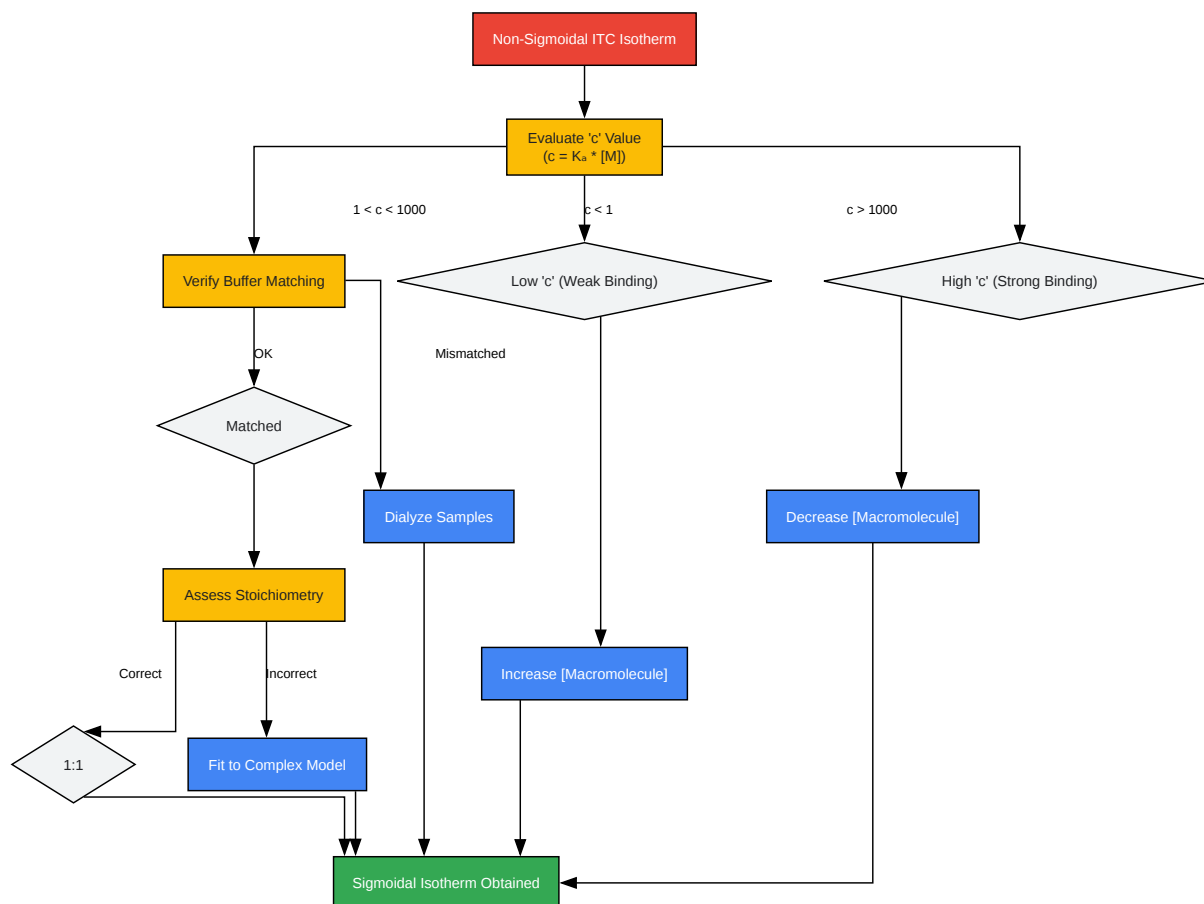 Non-Sigmoidal ITC Isotherm
Evaluate 'c' Value
(c = Kₐ * [M])
1 < c < 1000
c < 1
c > 1000
Verify Buffer Matching
Low 'c' (Weak Binding)
High 'c' (Strong Binding)
OK
Mismatched
Matched
Dialyze Samples
Decrease [Macromolecule]
Assess Stoichiometry
Correct
Incorrect
Increase [Macromolecule]
1:1
Fit to Complex Model
Sigmoidal Isotherm Obtained